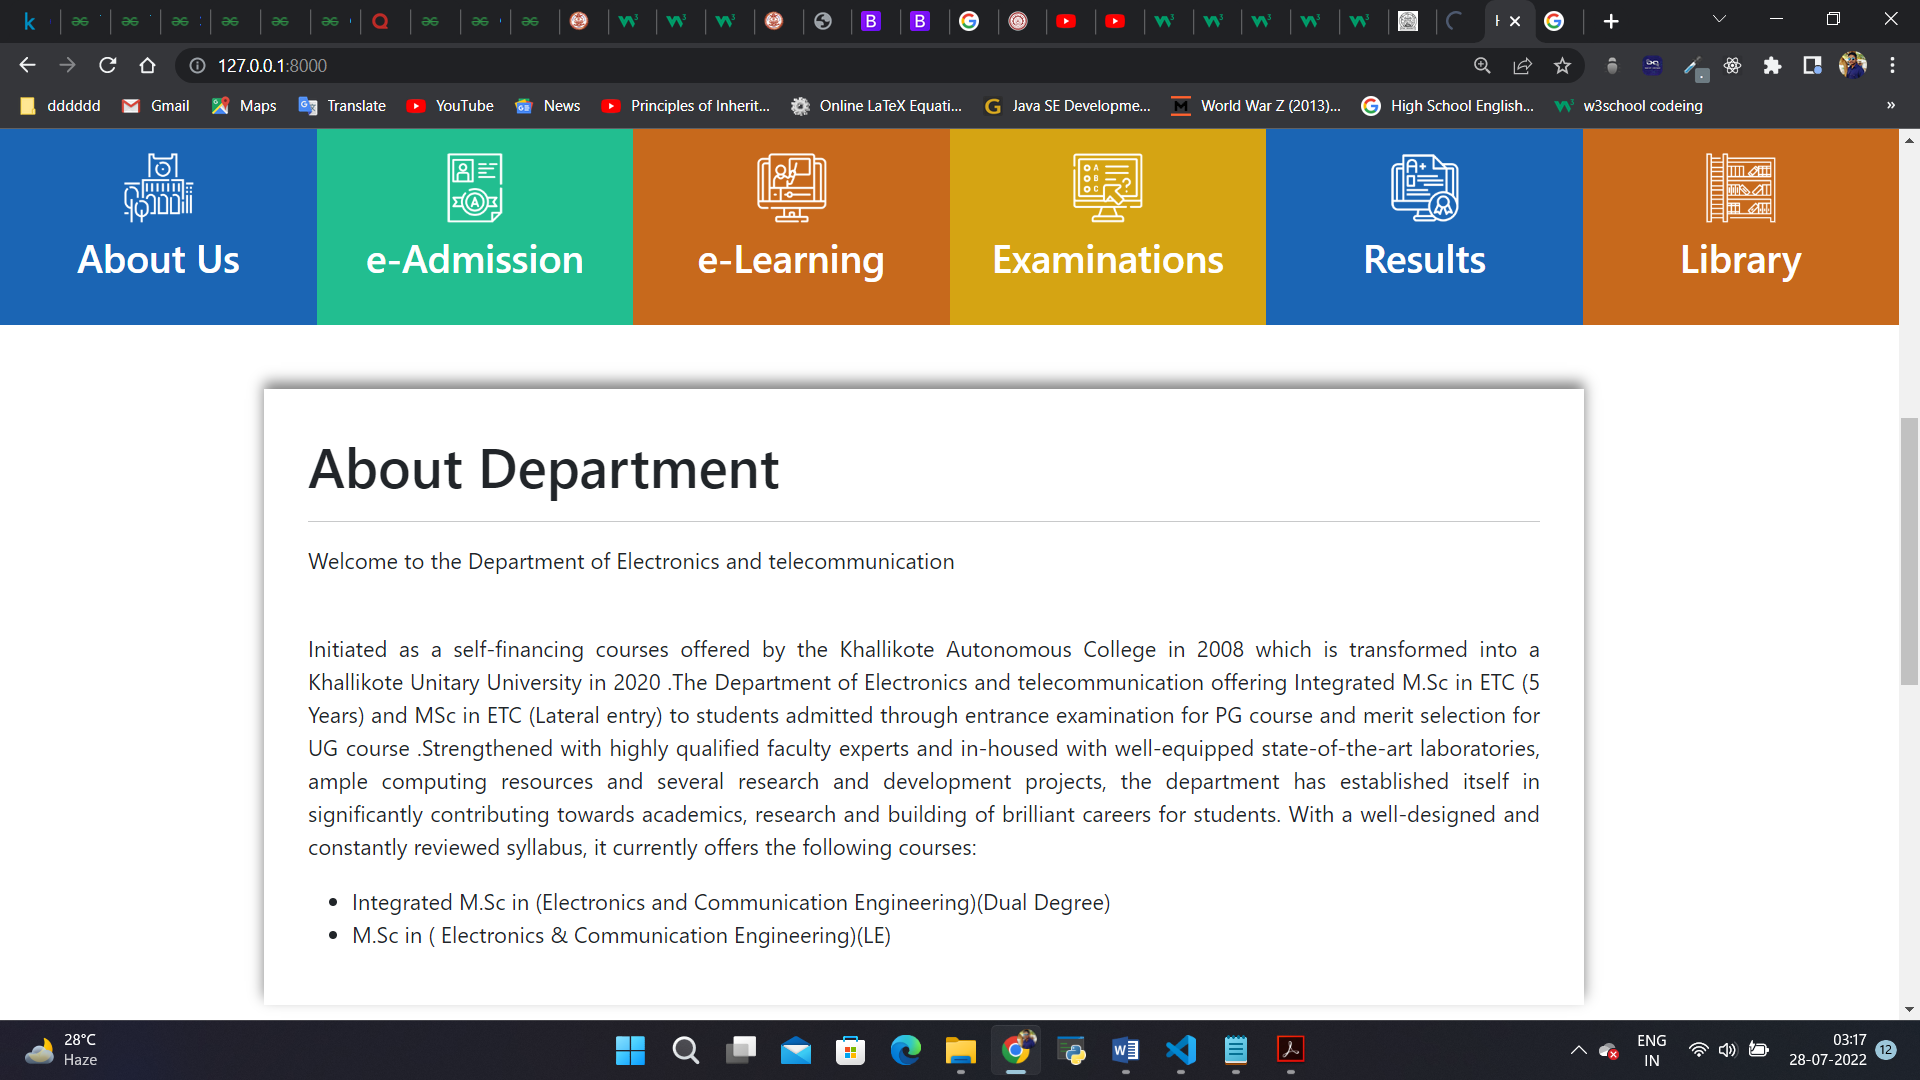 127.0.0.1:8000
dddddd Gmail Maps Translate YouTube News Principles of Inherit... Online LaTeX Equati... Java SE Developme... World War Z (2013)... High School English... w3school codeing »
About Us e-Admission e-Learning Examinations Results Library
About Department
Welcome to the Department of Electronics and telecommunication
Initiated as a self-financing courses offered by the Khallikote Autonomous College in 2008 which is transformed into a
Khallikote Unitary University in 2020 .The Department of Electronics and telecommunication offering Integrated M.Sc in ETC (5
Years) and MSc in ETC (Lateral entry) to students admitted through entrance examination for PG course and merit selection for
UG course .Strengthened with highly qualified faculty experts and in-housed with well-equipped state-of-the-art laboratories,
ample computing resources and several research and development projects, the department has established itself in
significantly contributing towards academics, research and building of brilliant careers for students. With a well-designed and
constantly reviewed syllabus, it currently offers the following courses:
• Integrated M.Sc in (Electronics and Communication Engineering)(Dual Degree)
• M.Sc in ( Electronics & Communication Engineering)(LE)
28°C
Haze
ENG
IN
03:17
28-07-2022
12